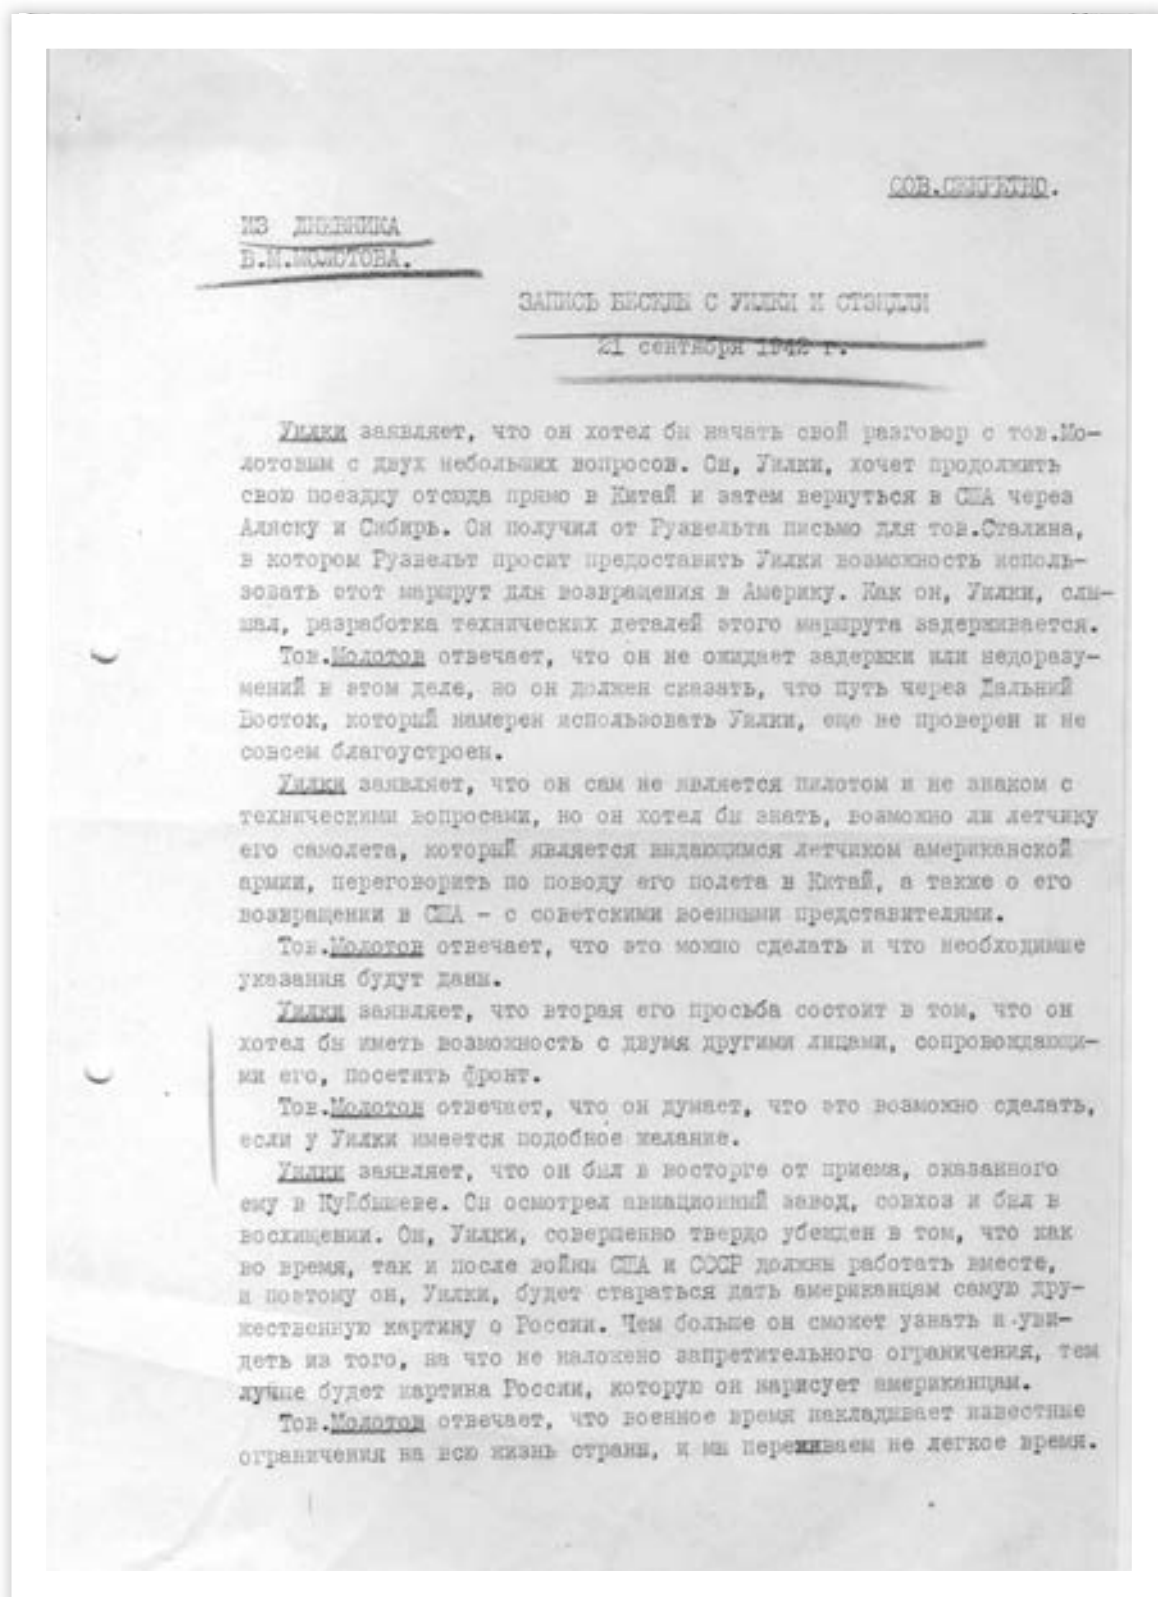 СОВ.СЕКРЕТНО.
ИЗ ДНЕВНИКА
В.М.МОЛОТОВА.
ЗАПИСЬ БЕСЕДЫ С УИЛКИ И СТЭНДЛИ
21 сентября 1942 г.
Уилки заявляет, что он хотел бы начать свой разговор с тов.Мо-
лотовым с двух небольших вопросов. Он, Уилки, хочет продолжить
свою поездку отсюда прямо в Китай и затем вернуться в США через
Аляску и Сибирь. Он получил от Рузвельта письмо для тов.Сталина,
в котором Рузвельт просит предоставить Уилки возможность исполь-
зовать этот маршрут для возвращения в Америку. Как он, Уилки, слы-
шал, разработка технических деталей этого маршрута задерживается.
Тов.Молотов отвечает, что он не ожидает задержки или недоразу-
мений в этом деле, но он должен сказать, что путь через Дальний
Восток, который намерен использовать Уилки, еще не проверен и не
совсем благоустроен.
Уилки заявляет, что он сам не является пилотом и не знаком с
техническими вопросами, но он хотел бы знать, возможно ли летчику
его самолета, который является выдающимся летчиком американской
армии, переговорить по поводу его полета в Китай, а также о его
возвращении в США - с советскими военными представителями.
Тов.Молотов отвечает, что это можно сделать и что необходимые
указания будут даны.
Уилки заявляет, что вторая его просьба состоит в том, что он
хотел бы иметь возможность с двумя другими лицами, сопровождающи-
ми его, посетить фронт.
Тов.Молотов отвечает, что он думает, что это возможно сделать,
если у Уилки имеется подобное желание.
Уилки заявляет, что он был в восторге от приема, оказанного
ему в Куйбышеве. Он осмотрел авиационный завод, совхоз и был в
восхищении. Он, Уилки, совершенно твердо убежден в том, что как
во время, так и после войны США и СССР должны работать вместе,
и поэтому он, Уилки, будет стараться дать американцам самую дру-
жественную картину о России. Чем больше он сможет узнать и уви-
деть из того, на что не наложено запретительного ограничения, тем
лучше будет картина России, которую он нарисует американцам.
Тов.Молотов отвечает, что военное время накладывает известные
ограничения на всю жизнь страны, и мы переживаем не легкое время.